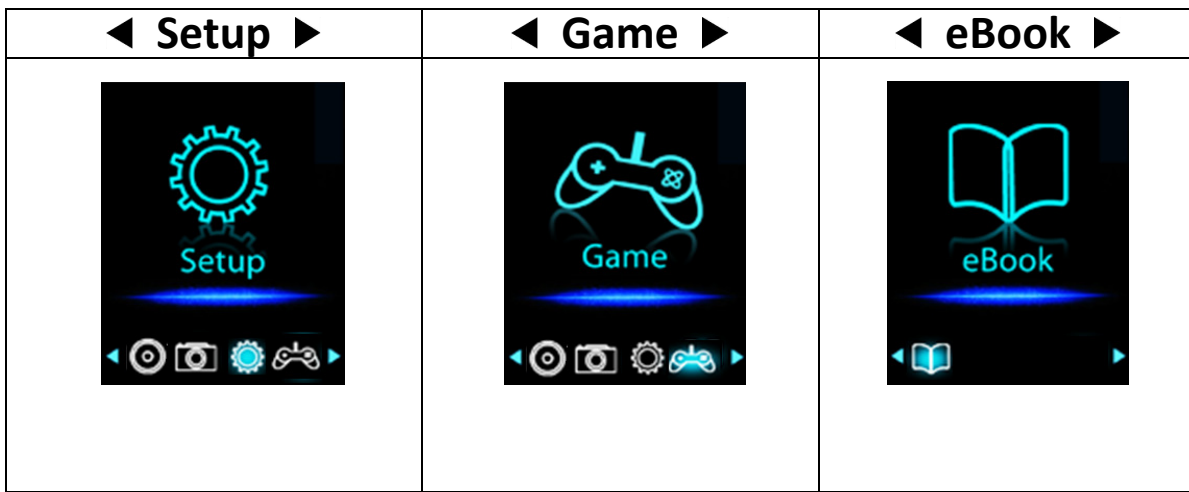 ◀ Setup ▶
◀ Game ▶
◀ eBook ▶
Setup
Game
eBook